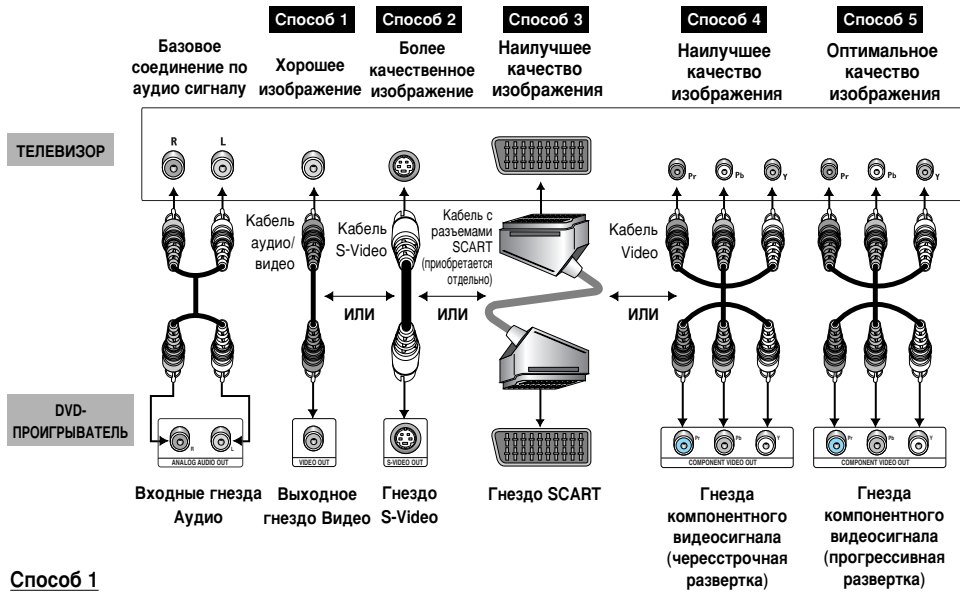 Способ 1
Способ 2
Способ 3
Способ 4
Способ 5
Базовое
соединение по
аудио сигналу
Хорошее
изображение
Более
качественное
изображение
Наилучшее
качество
изображения
Наилучшее
качество
изображения
Оптимальное
качество
изображения
ТЕЛЕВИЗОР
R
L
Pr
Pb
Y
Pr
Pb
Y
Кабель
аудио/
видео
Кабель
S-Video
Кабель с
разъемами
SCART
(приобретается
отдельно)
Кабель
Video
ИЛИ
ИЛИ
ИЛИ
DVD-
ПРОИГРЫВАТЕЛЬ
R
L
ANALOG AUDIO OUT
VIDEO OUT
S-VIDEO OUT
Pr
Pb
Y
COMPONENT VIDEO OUT
Pr
Pb
Y
COMPONENT VIDEO OUT
Входные гнезда
Аудио
Выходное
гнездо Видео
Гнездо
S-Video
Гнездо SCART
Гнезда
компонентного
видеосигнала
(чересстрочная
развертка)
Гнезда
компонентного
видеосигнала
(прогрессивная
развертка)
Способ 1